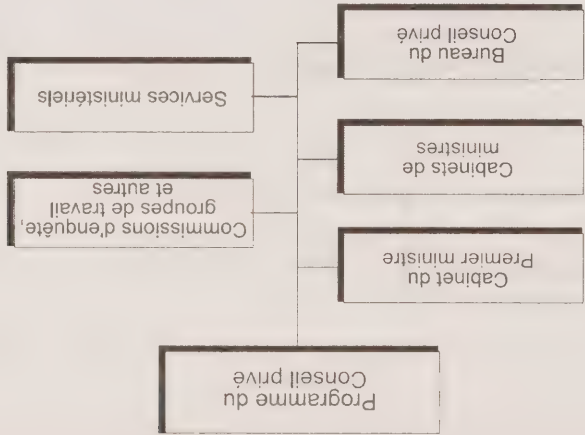 Programme du
Conseil privé
Cabinet du
Premier ministre
Cabinets de
ministres
Bureau du
Conseil privé
Commissions d'enquête,
groupes de travail
et autres
Services ministériels